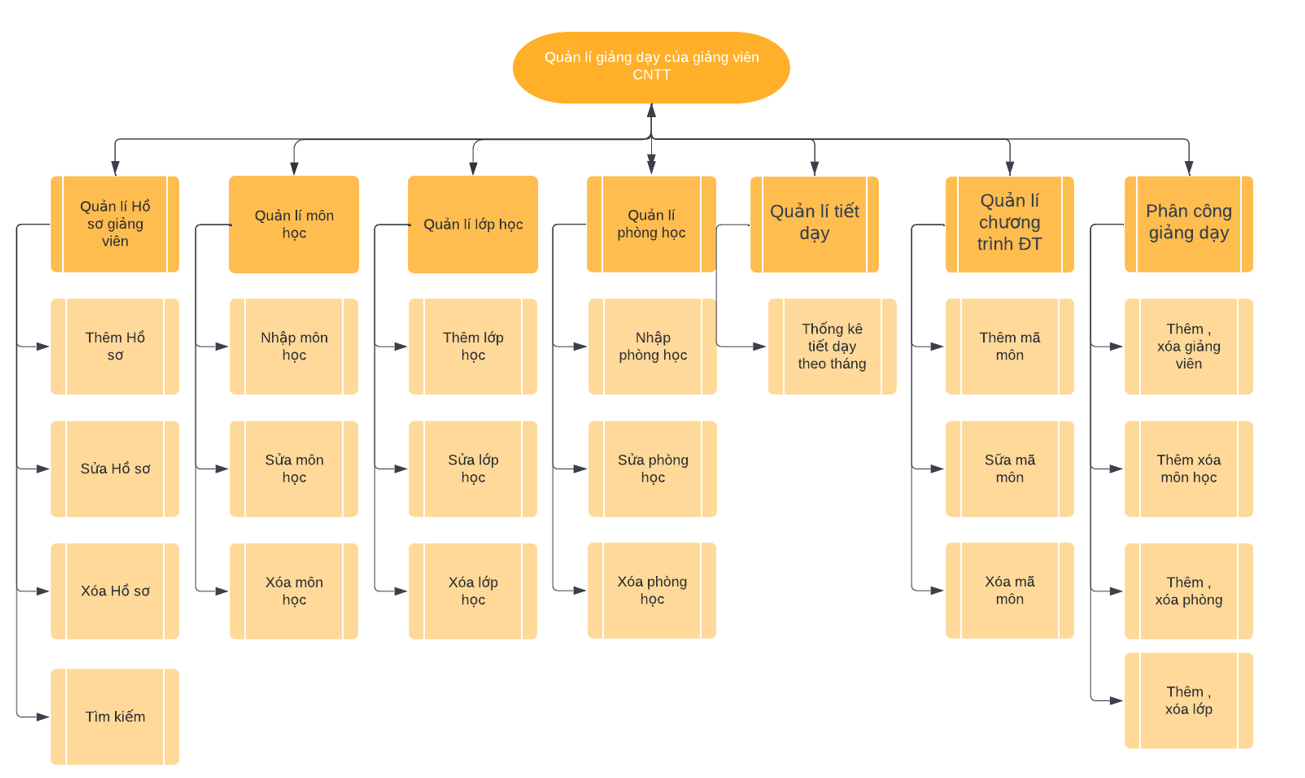 Quản lí giảng dạy của giảng viên
CNTT
Quản lí Hồ
sơ giảng
viên
Quản lí môn
học
Quản lí lớp học
Quản lí
phòng học
Quản lí tiết
dạy
Quản lí
chương
trình ĐT
Phân công
giảng dạy
Thêm Hồ
sơ
Nhập môn
học
Thêm lớp
học
Nhập
phòng học
Thống kê
tiết dạy
theo tháng
Thêm mã
môn
Thêm ,
xóa giảng
viên
Sửa Hồ sơ
Sửa môn
học
Sửa lớp
học
Sửa phòng
học
Sữa mã
môn
Thêm xóa
môn học
Xóa Hồ sơ
Xóa môn
học
Xóa lớp
học
Xóa phòng
học
Xóa mã
môn
Thêm ,
xóa phòng
Tìm kiếm
Thêm ,
xóa lớp